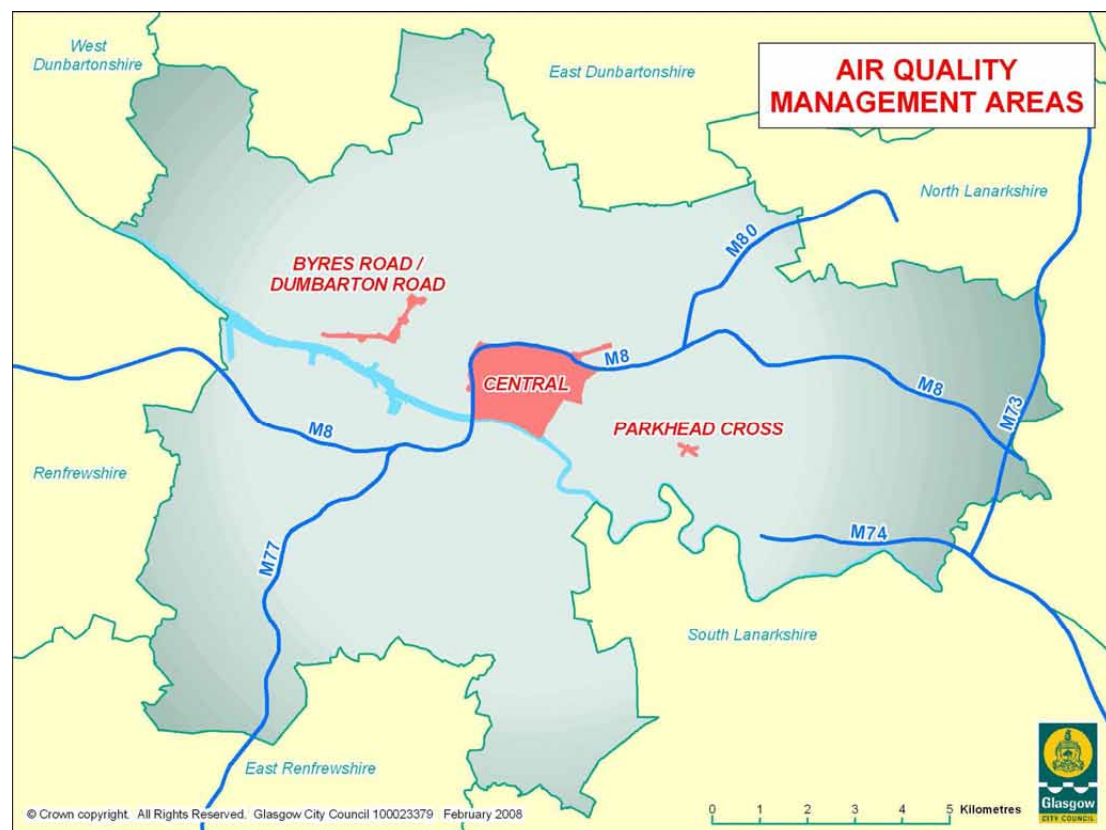 West
Dunbartonshire
East Dunbartonshire
AIR QUALITY
MANAGEMENT AREAS
North Lanarkshire
M80
BYRES ROAD /
DUMBARTON ROAD
M8
CENTRAL
M8
M73
M8
PARKHEAD CROSS
Renfrewshire
M77
M74
South Lanarkshire
East Renfrewshire
© Crown copyright. All Rights Reserved. Glasgow City Council 100023379 February 2008
0 1 2 3 4 5 Kilometres
Glasgow
CITY COUNCIL